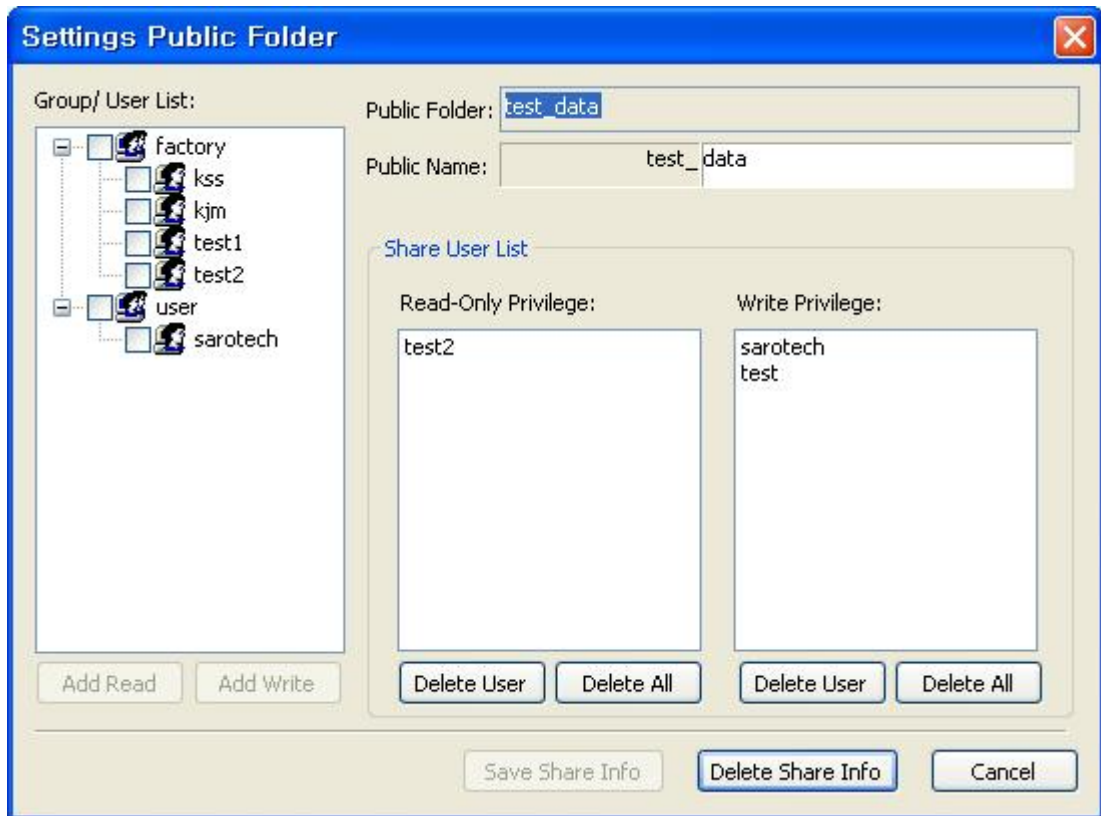 Settings Public Folder
Group/ User List:
factory
kss
kjm
test1
test2
user
sarotech
Add Read
Add Write
Public Folder: test_data
Public Name: test_ data
Share User List
Read-Only Privilege:
test2
Delete User
Delete All
Write Privilege:
sarotech
test
Delete User
Delete All
Save Share Info
Delete Share Info
Cancel